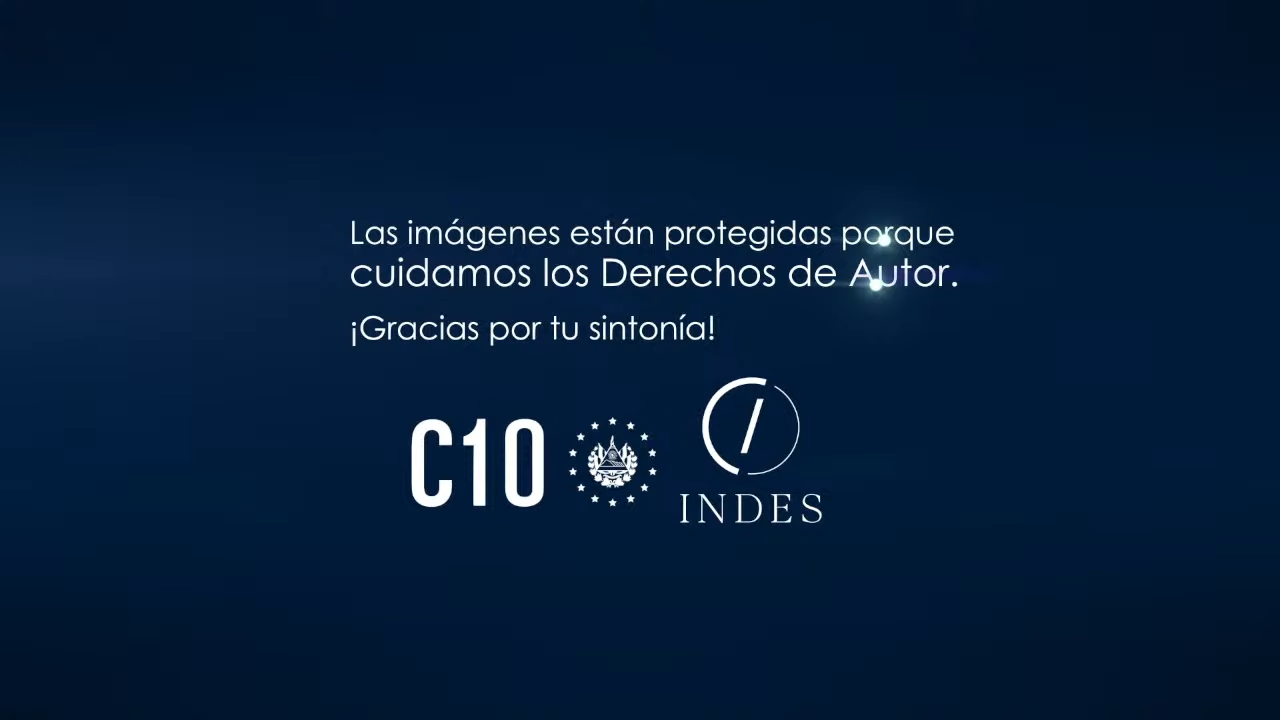 Las imágenes están protegidas porque
cuidamos los Derechos de Autor.
¡Gracias por tu sintonía!
C10
INDES